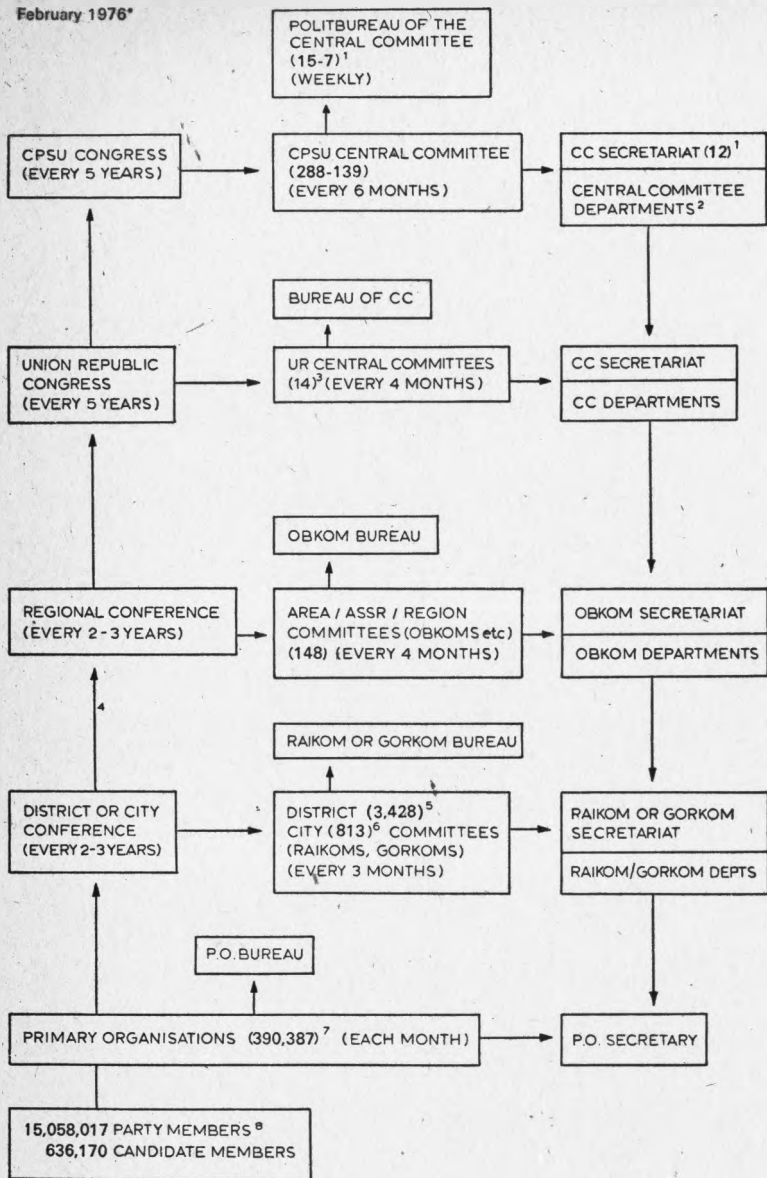 February 1976*
POLITBUREAU OF THE
CENTRAL COMMITTEE
(15-7)¹
(WEEKLY)
CPSU CONGRESS
(EVERY 5 YEARS)
CPSU CENTRAL COMMITTEE
(288-139)
(EVERY 6 MONTHS)
CC SECRETARIAT (12)¹
CENTRAL COMMITTEE
DEPARTMENTS²
BUREAU OF CC
UNION REPUBLIC
CONGRESS
(EVERY 5 YEARS)
UR CENTRAL COMMITTEES
(14)³ (EVERY 4 MONTHS)
CC SECRETARIAT
CC DEPARTMENTS
OBKOM BUREAU
REGIONAL CONFERENCE
(EVERY 2-3 YEARS)
AREA / ASSR / REGION
COMMITTEES (OBKOMS etc)
(148) (EVERY 4 MONTHS)
OBKOM SECRETARIAT
OBKOM DEPARTMENTS
4
RAIKOM OR GORKOM BUREAU
DISTRICT OR CITY
CONFERENCE
(EVERY 2-3 YEARS)
DISTRICT (3,428)⁵
CITY (813)⁶ COMMITTEES
(RAIKOMS, GORKOMS)
(EVERY 3 MONTHS)
RAIKOM OR GORKOM
SECRETARIAT
RAIKOM/GORKOM DEPTS
P.O. BUREAU
PRIMARY ORGANISATIONS (390,387)⁷ (EACH MONTH)
P.O. SECRETARY
15,058,017 PARTY MEMBERS⁸
636,170 CANDIDATE MEMBERS